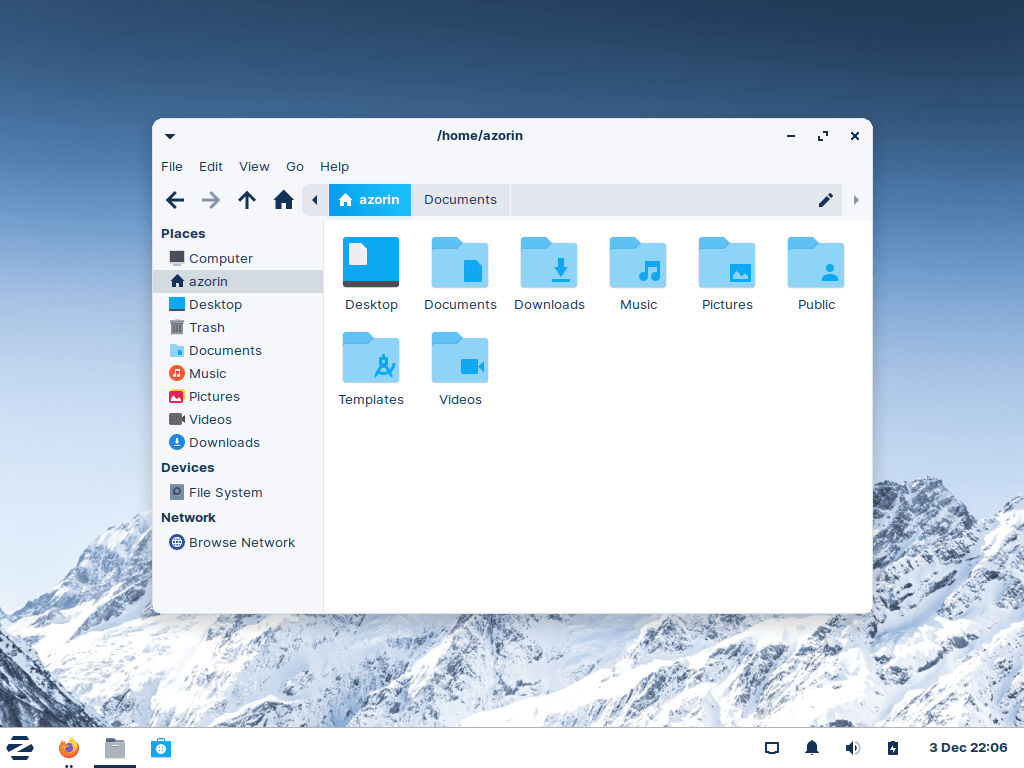 /home/azorin
File Edit View Go Help
azorin Documents
Places
Computer
azorin
Desktop
Trash
Documents
Music
Pictures
Videos
Downloads
Devices
File System
Network
Browse Network
Desktop Documents Downloads Music Pictures Public
Templates Videos
3 Dec 22:06